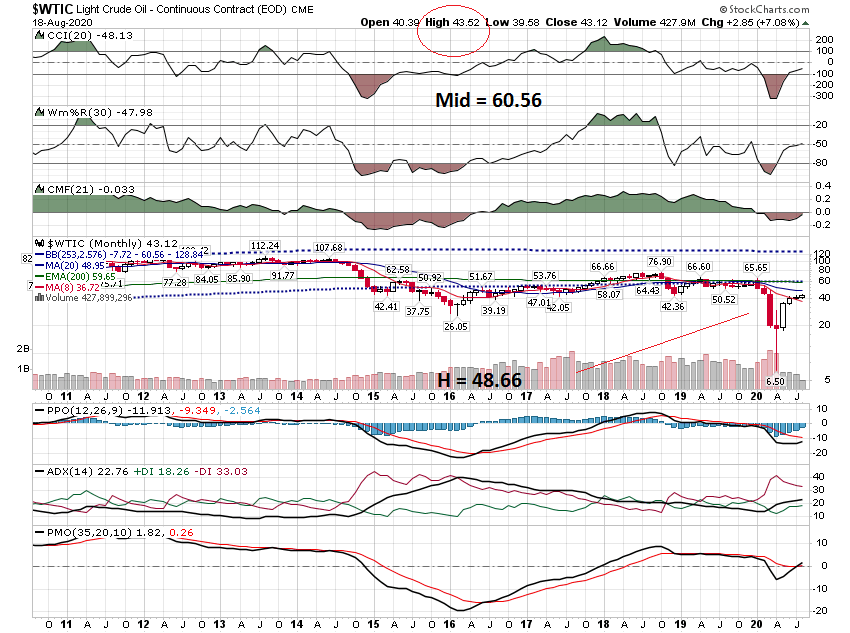 $WTIC Light Crude Oil - Continuous Contract (EOD) CME © StockCharts.com
18-Aug-2020 Open 40.39 High 43.52 Low 39.58 Close 43.12 Volume 427.9M Chg +2.85 (+7.08%)
CCI(20) -48.13
200
100
0
-100
-200
-300
Mid = 60.56
Wm%R(30) -47.98
-20
-50
-80
CMF(21) -0.033
0.4
0.2
0.0
-0.2
$WTIC (Monthly) 43.12
BB(253,2.576) -7.72 - 60.56 - 128.84
MA(20) 48.95
EMA(200) 59.65
MA(8) 36.72
Volume 427,899,296
112.24 107.68
77.28 84.05 85.90 91.77
62.58 50.92 51.67 53.76 66.66 76.90 66.60 65.65
42.41 37.75 26.05 39.19 47.01 42.05 58.07 64.43 42.36 50.52
6.50
120
100
80
60
40
20
5
2B
1B
H = 48.66
O 11 A J O 12 A J O 13 A J O 14 A J O 15 A J O 16 A J O 17 A J O 18 A J O 19 A J O 20 A J
PPO(12,26,9) -11.913, -9.349, -2.564
10
0
-10
-20
ADX(14) 22.76 +DI 18.26 -DI 33.03
40
30
20
10
PMO(35,20,10) 1.82, 0.26
10
0
-10
-20
O 11 A J O 12 A J O 13 A J O 14 A J O 15 A J O 16 A J O 17 A J O 18 A J O 19 A J O 20 A J